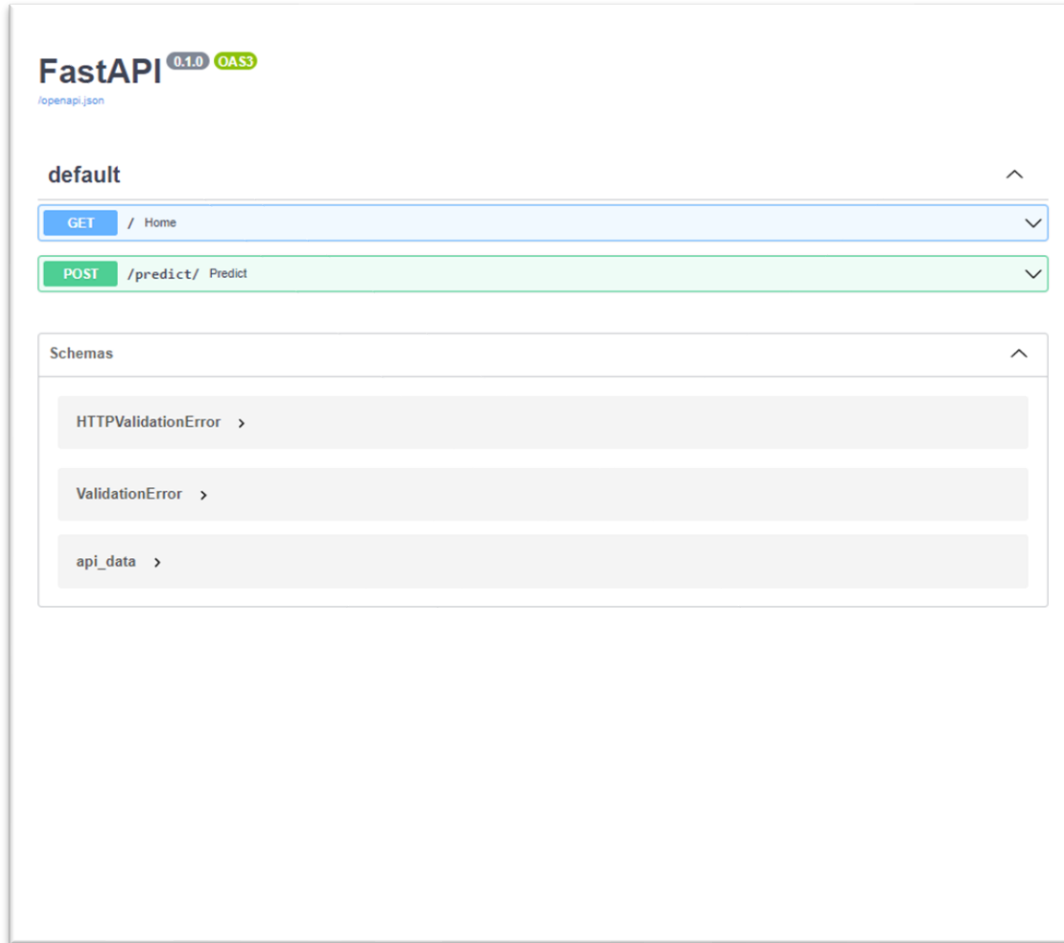 FastAPI 0.1.0 OAS3
/openapi.json
default
GET / Home
POST /predict/ Predict
Schemas
HTTPValidationError
ValidationError
api_data